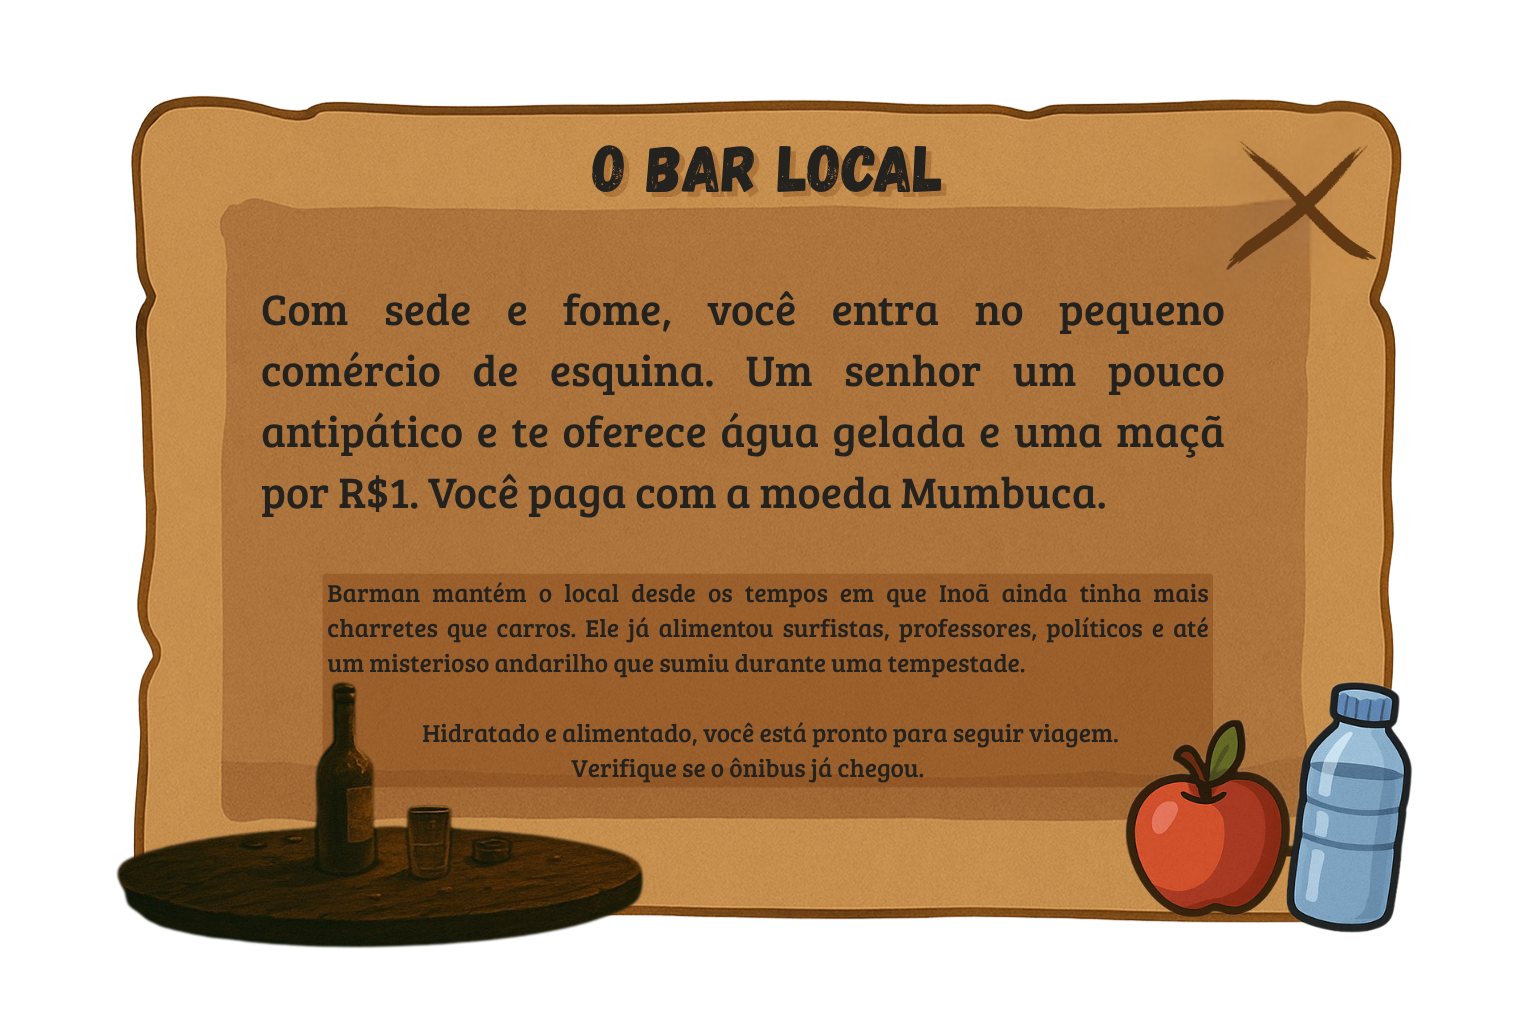 O BAR LOCAL
Com sede e fome, você entra no pequeno
comércio de esquina. Um senhor um pouco
antipático e te oferece água gelada e uma maçã
por R$1. Você paga com a moeda Mumbuca.
Barman mantém o local desde os tempos em que Inoã ainda tinha mais
charretes que carros. Ele já alimentou surfistas, professores, políticos e até
um misterioso andarilho que sumiu durante uma tempestade.
Hidratado e alimentado, você está pronto para seguir viagem.
Verifique se o ônibus já chegou.